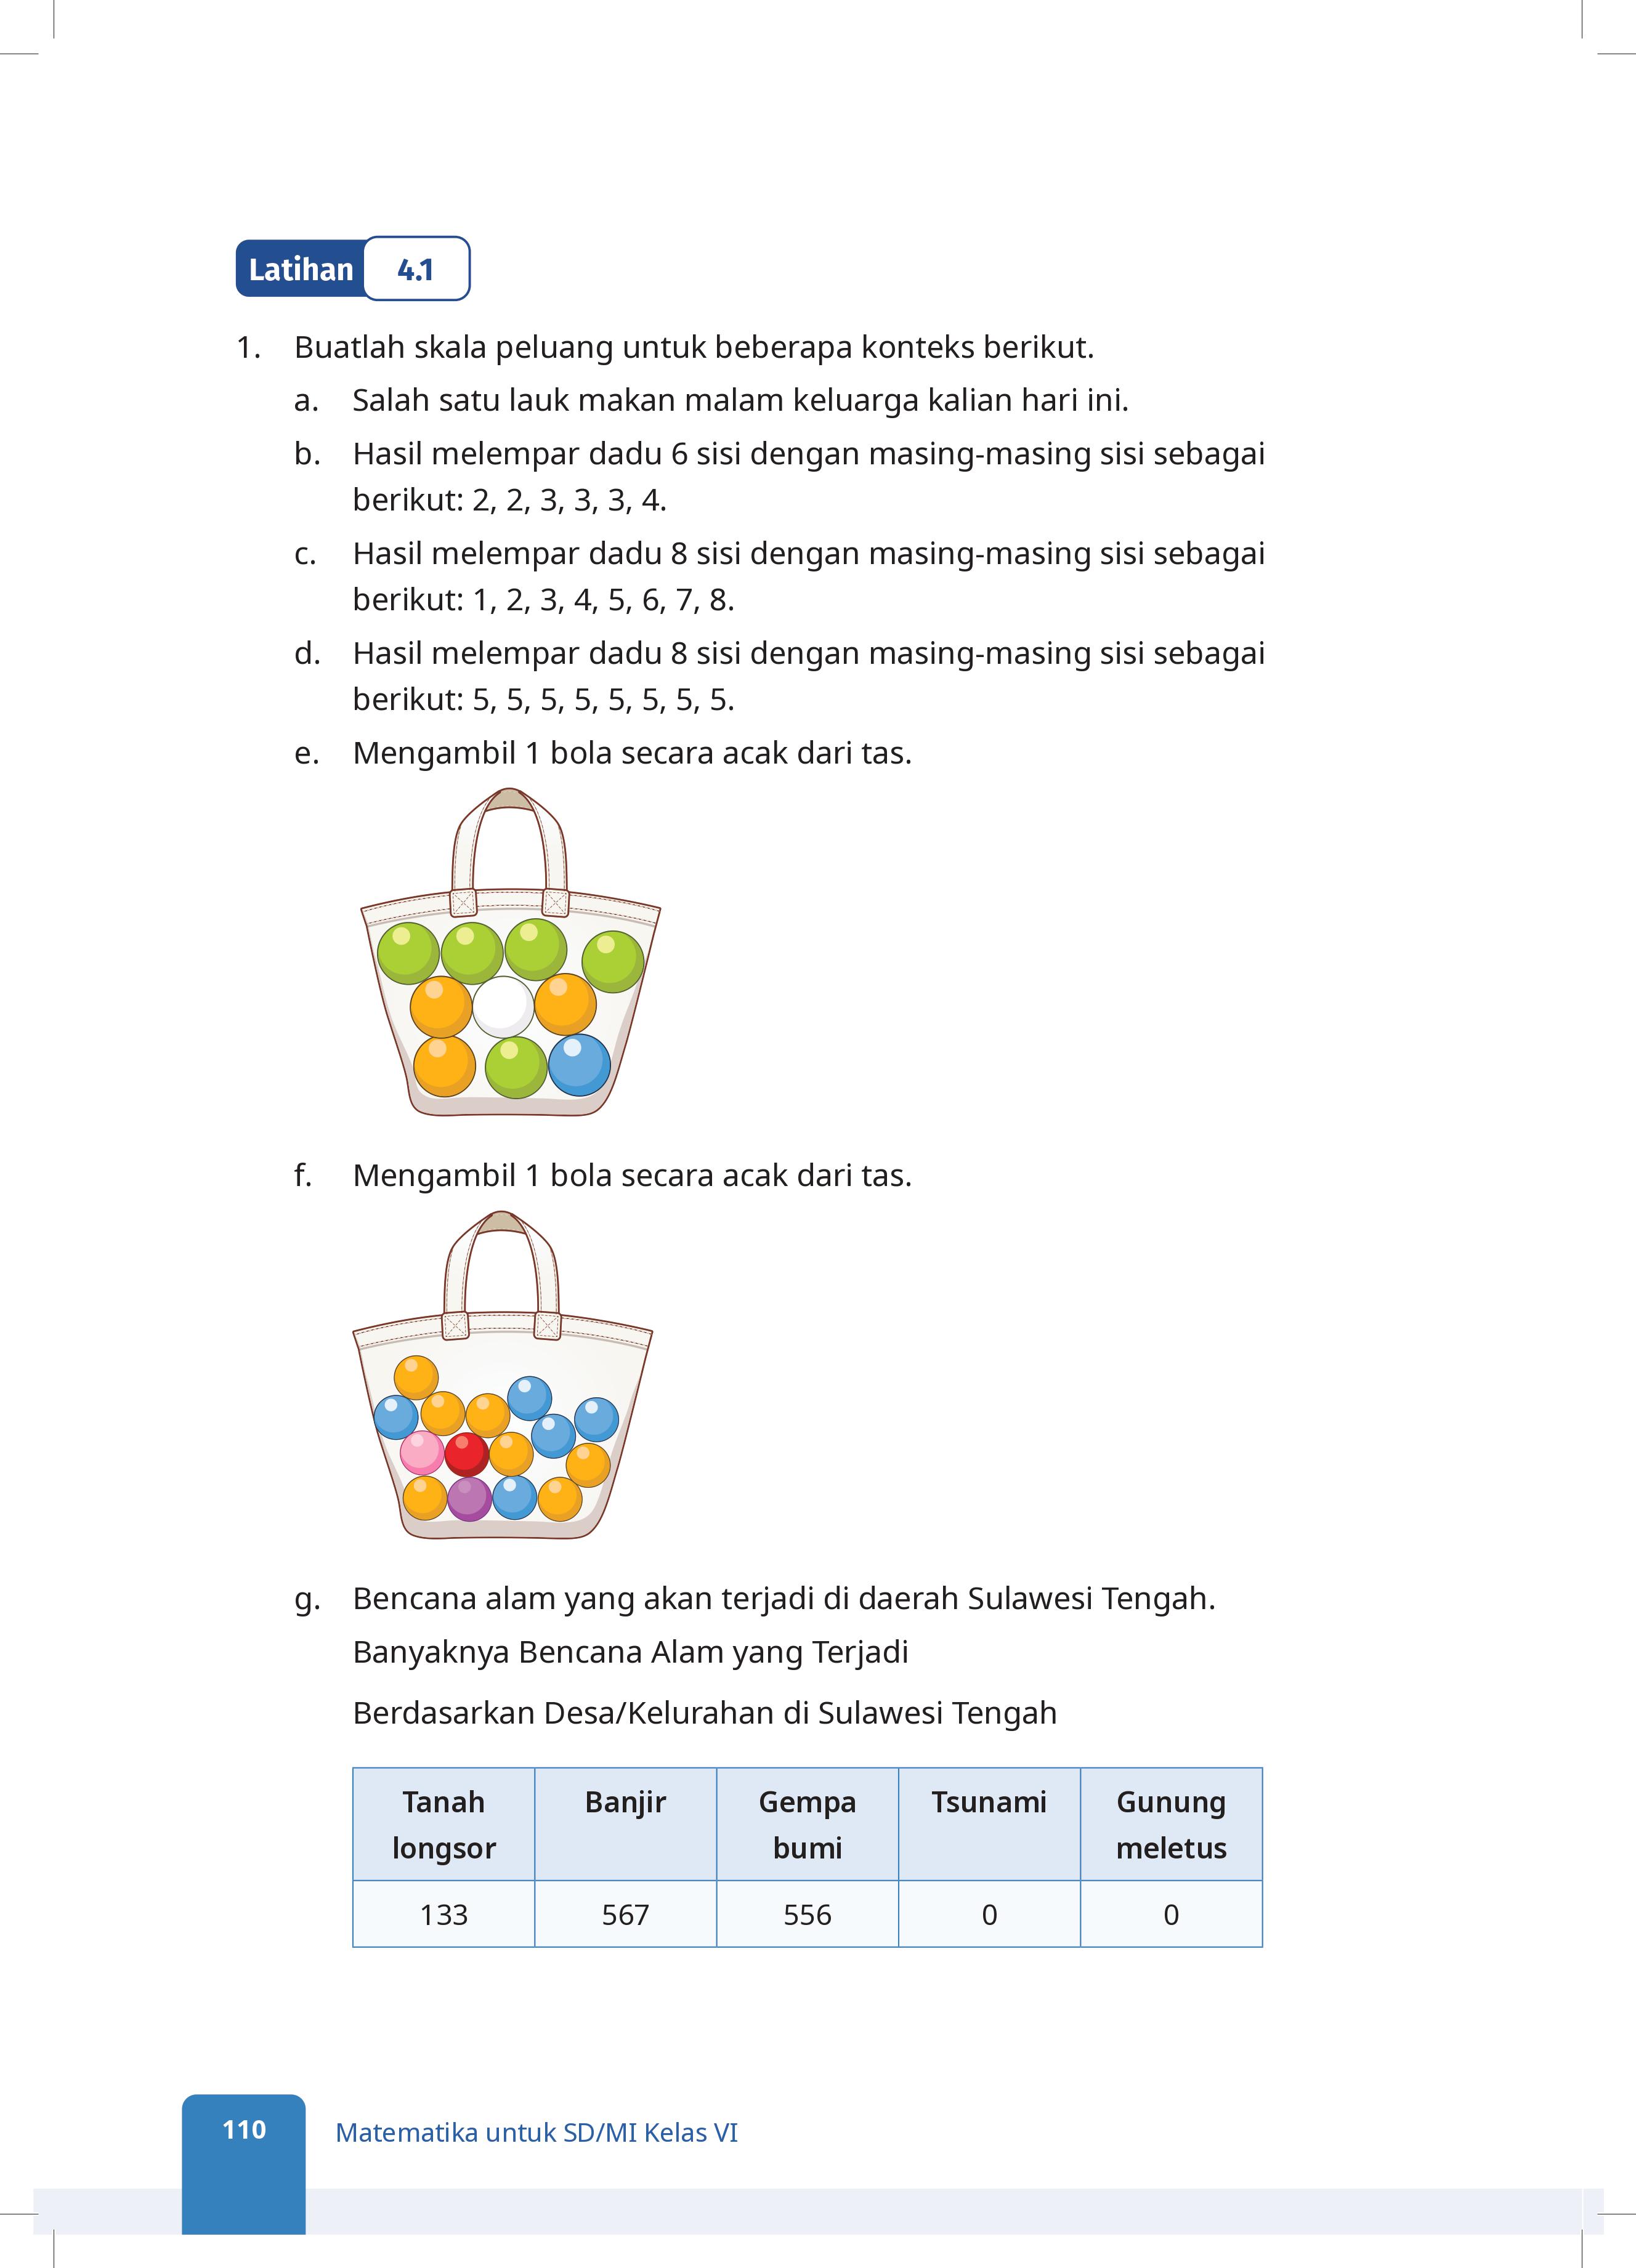 Latihan 4.1
1. Buatlah skala peluang untuk beberapa konteks berikut.
a. Salah satu lauk makan malam keluarga kalian hari ini.
b. Hasil melempar dadu 6 sisi dengan masing-masing sisi sebagai
berikut: 2, 2, 3, 3, 3, 4.
c. Hasil melempar dadu 8 sisi dengan masing-masing sisi sebagai
berikut: 1, 2, 3, 4, 5, 6, 7, 8.
d. Hasil melempar dadu 8 sisi dengan masing-masing sisi sebagai
berikut: 5, 5, 5, 5, 5, 5, 5, 5.
e. Mengambil 1 bola secara acak dari tas.
f. Mengambil 1 bola secara acak dari tas.
g. Bencana alam yang akan terjadi di daerah Sulawesi Tengah.
Banyaknya Bencana Alam yang Terjadi
Berdasarkan Desa/Kelurahan di Sulawesi Tengah
Tanah longsor Banjir Gempa bumi Tsunami Gunung meletus
133 567 556 0 0
110 Matematika untuk SD/MI Kelas VI